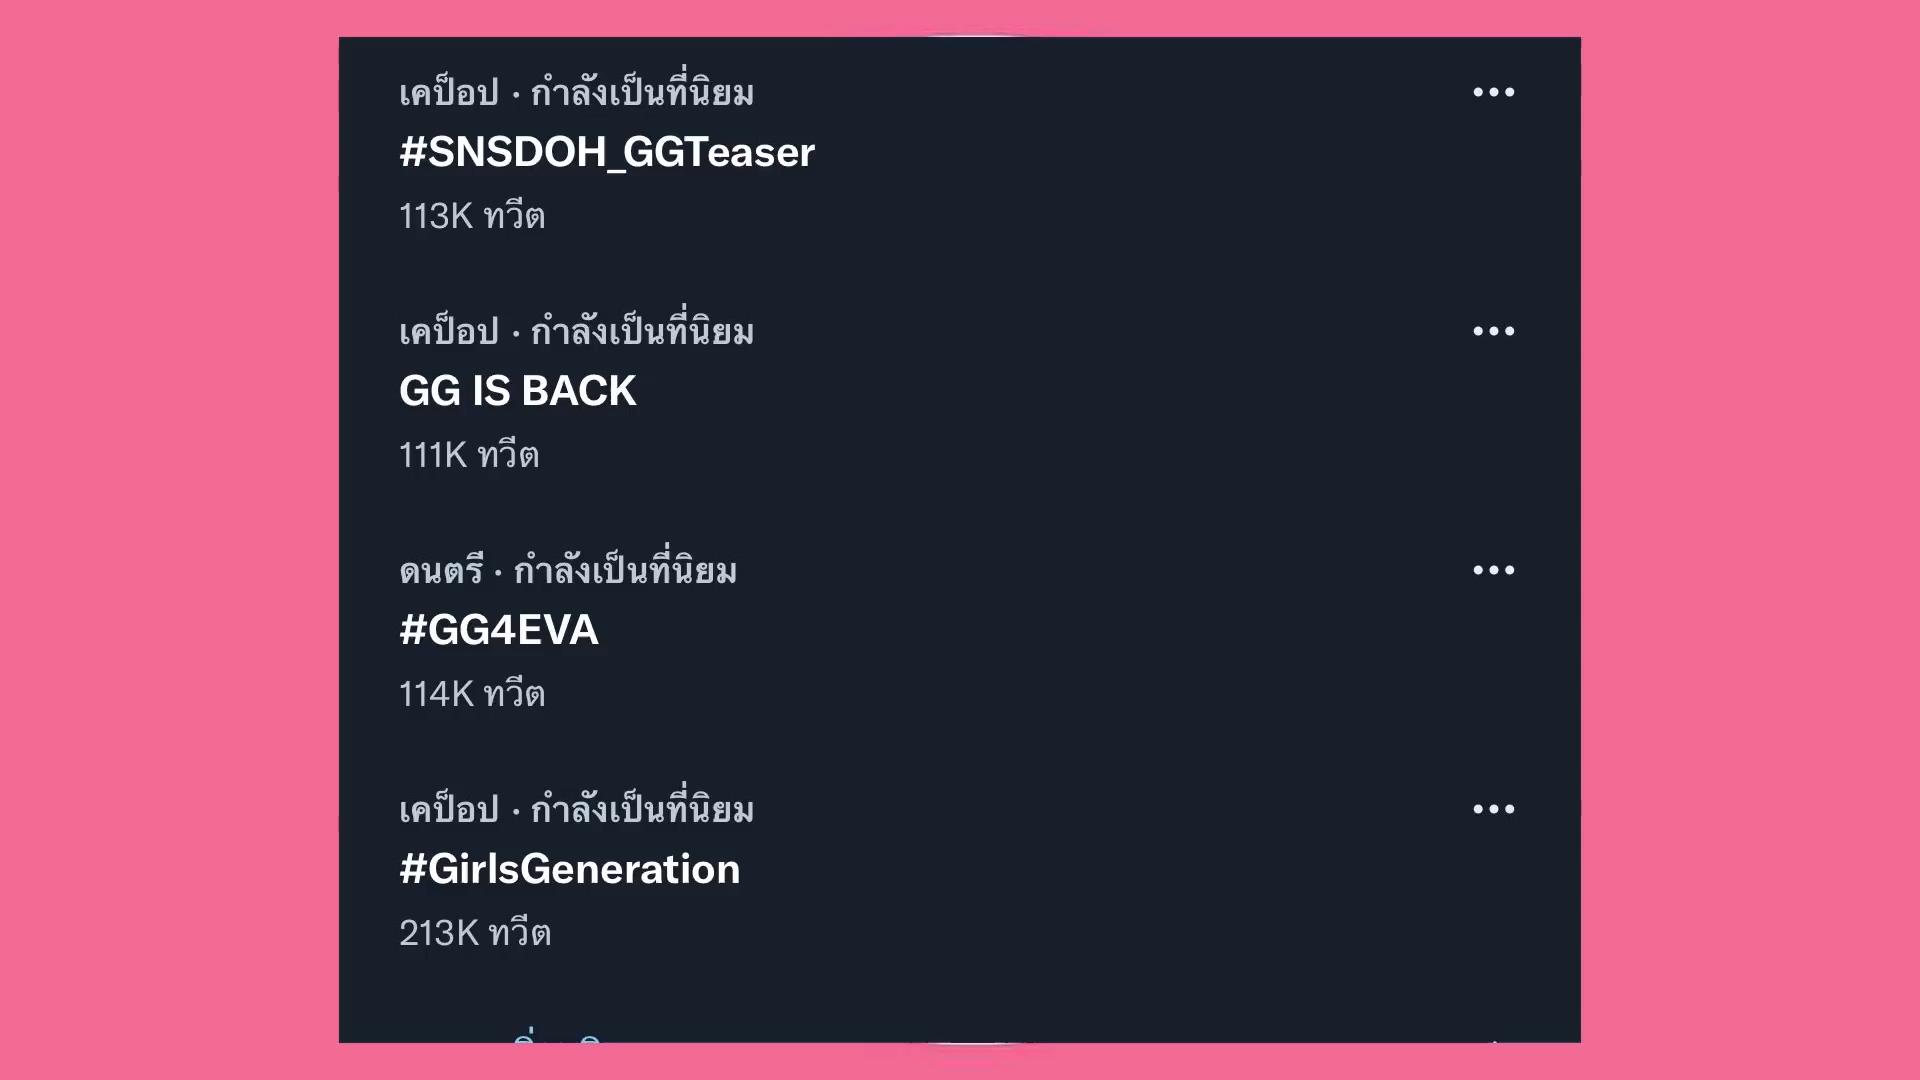 เคป็อป · กำลังเป็นที่นิยม
#SNSDOH_GGTeaser
113K ทวีต
เคป็อป · กำลังเป็นที่นิยม
GG IS BACK
111K ทวีต
ดนตรี · กำลังเป็นที่นิยม
#GG4EVA
114K ทวีต
เคป็อป · กำลังเป็นที่นิยม
#GirlsGeneration
213K ทวีต